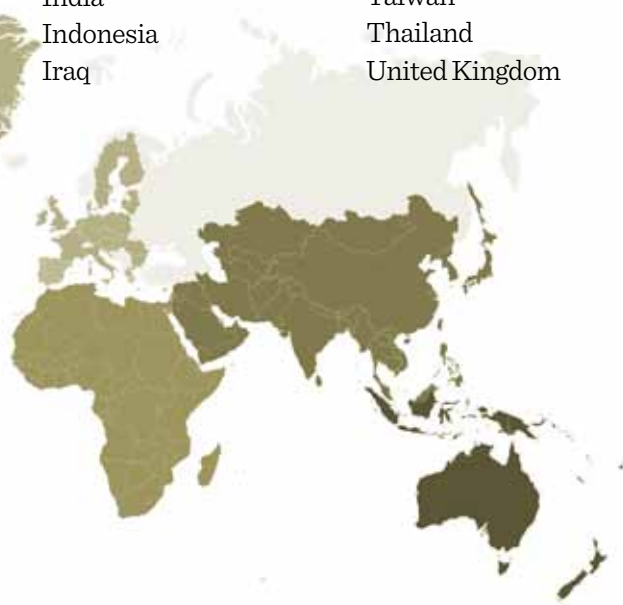 India
Indonesia
Iraq
Taiwan
Thailand
United Kingdom